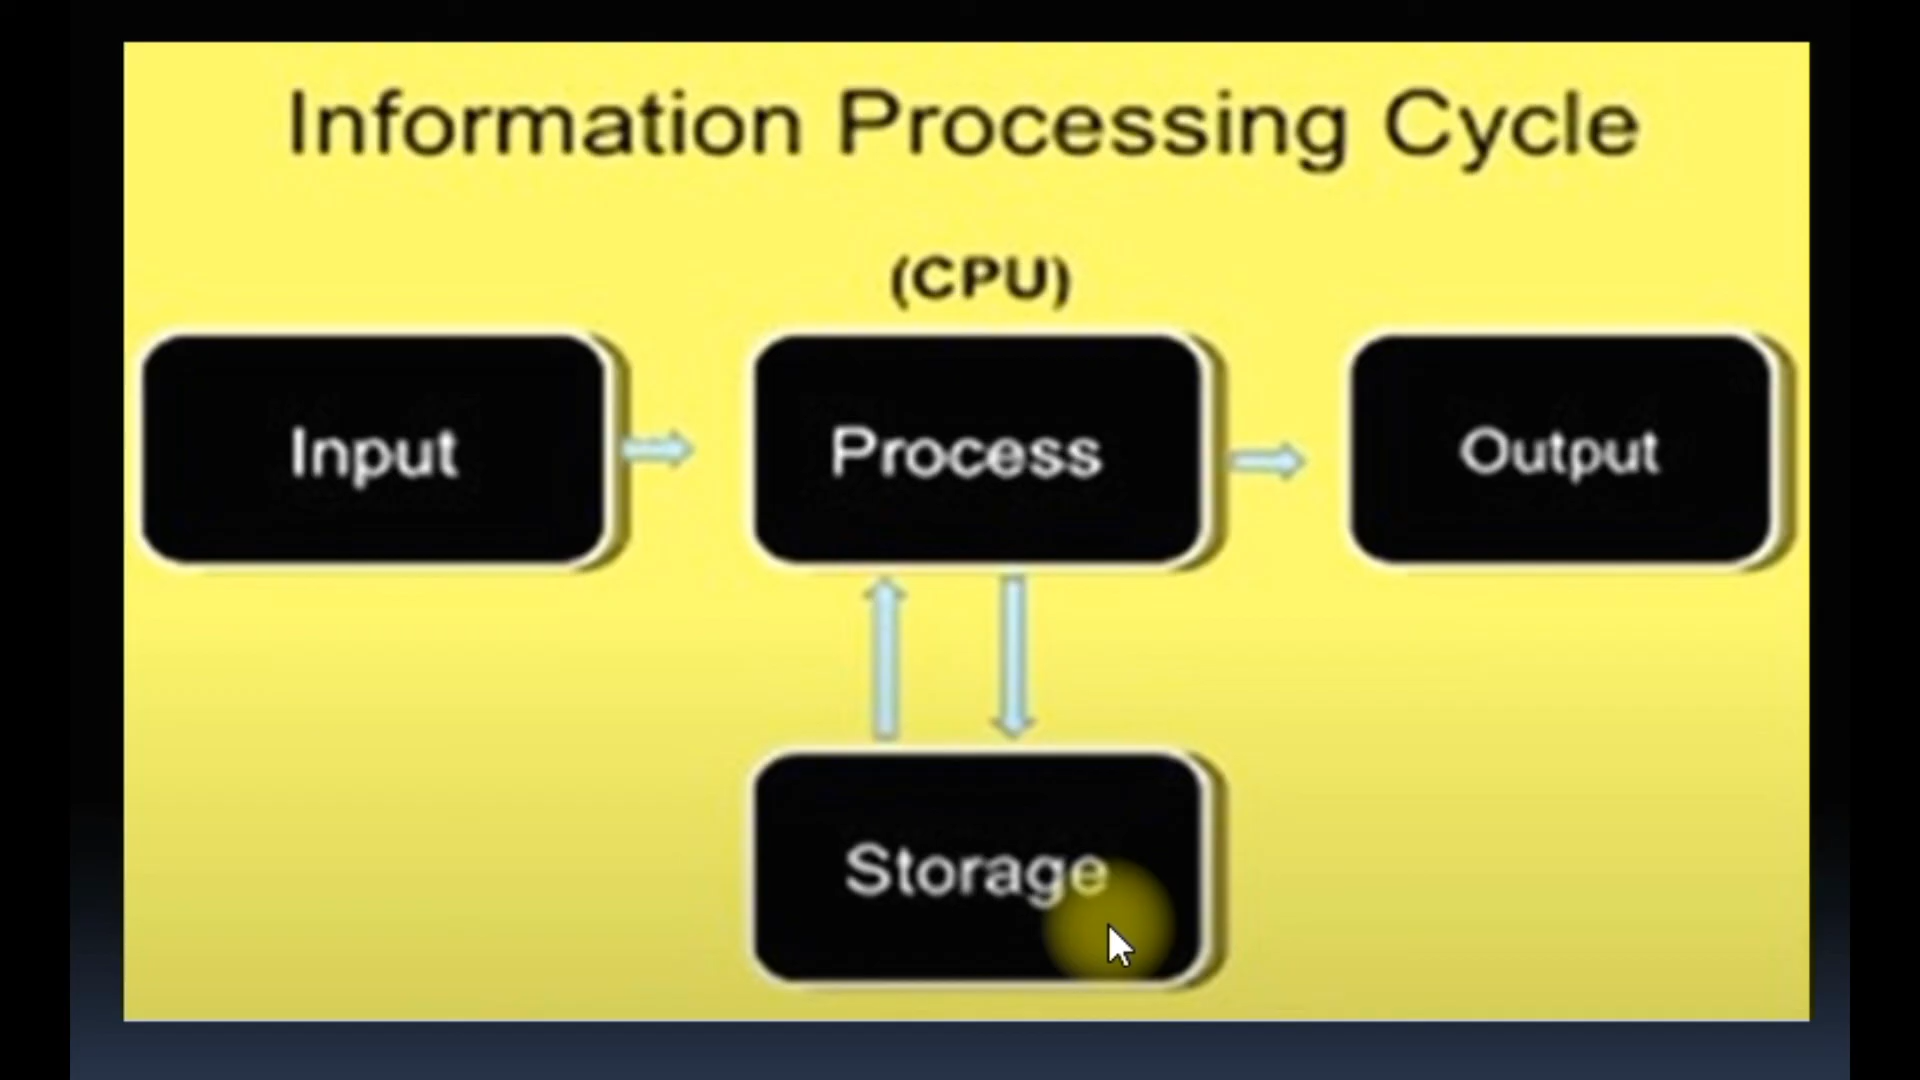 Information Processing Cycle
(CPU)
Input
Process
Output
Storage